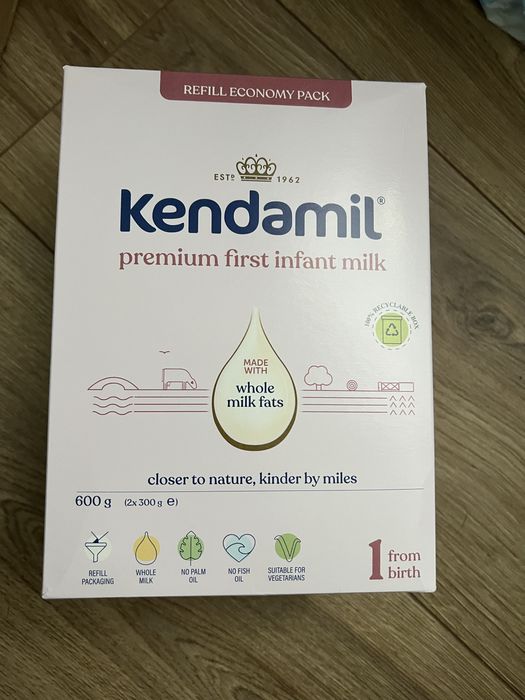 REFILL ECONOMY PACK
ESTD 1962
Kendamil®
premium first infant milk
100% RECYCLABLE BOX
MADE
WITH
whole
milk fats
closer to nature, kinder by miles
600 g (2x300 g e)
REFILL
PACKAGING
WHOLE
MILK
NO PALM
OIL
NO FISH
OIL
SUITABLE FOR
VEGETARIANS
1 from
birth